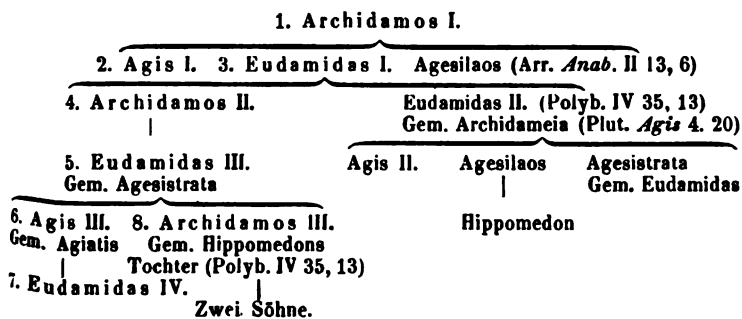 1. Archidamos I.
2. Agis I. 3. Eudamidas I. Agesilaos (Arr. Anab. II 13, 6)
4. Archidamos II. Eudamidas II. (Polyb. IV 35, 13)
Gem. Archidameia (Plut. Agis 4. 20)
5. Eudamidas III. Agis II. Agesilaos Agesistrata
Gem. Agesistrata Gem. Eudamidas
6. Agis III. 8. Archidamos III. Hippomedon
Gem. Agiatis Gem. Hippomedons
Tochter (Polyb. IV 35, 13)
7. Eudamidas IV.
Zwei Söhne.